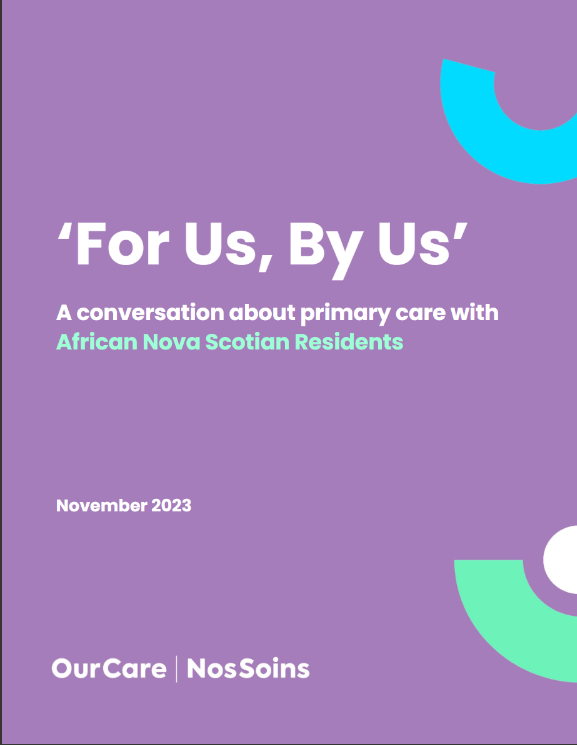 ‘For Us, By Us’
A conversation about primary care with
African Nova Scotian Residents
November 2023
OurCare | NosSoins